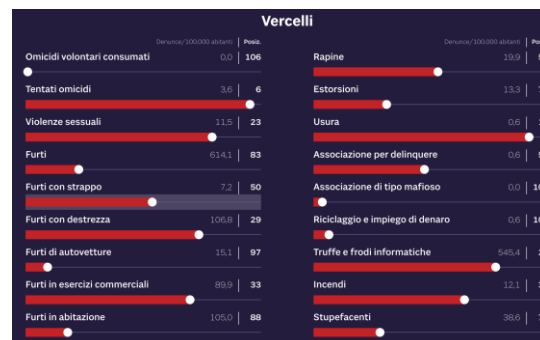 Vercelli
Denunce/100.000 abitanti | Posiz.
Omicidi volontari consumati 0,0 | 106
Tentati omicidi 3,6 | 6
Violenze sessuali 11,5 | 23
Furti 614,1 | 83
Furti con strappo 7,2 | 50
Furti con destrezza 106,8 | 29
Furti di autovetture 15,1 | 97
Furti in esercizi commerciali 89,9 | 33
Furti in abitazione 105,0 | 88
Denunce/100.000 abitanti
Rapine 19,9
Estorsioni 13,3
Usura 0,6
Associazione per delinquere 0,6
Associazione di tipo mafioso 0,0
Riciclaggio e impiego di denaro 0,6
Truffe e frodi informatiche 545,4
Incendi 12,1
Stupefacenti 38,6